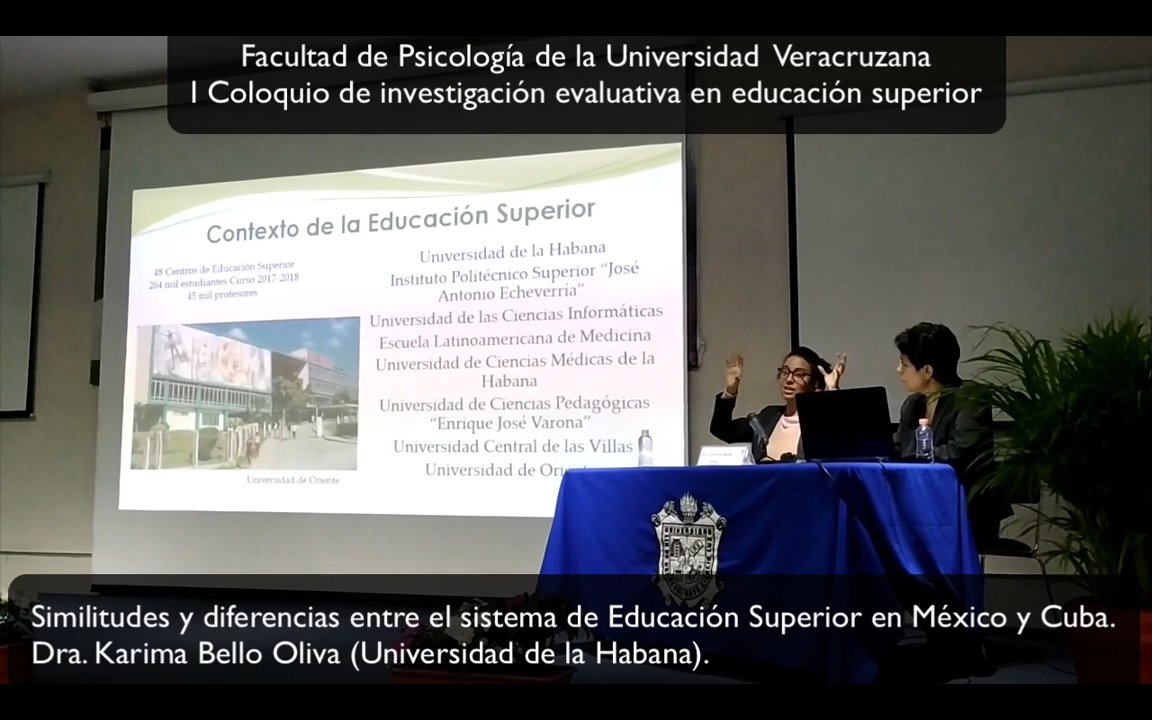 Facultad de Psicología de la Universidad Veracruzana
I Coloquio de investigación evaluativa en educación superior
Contexto de la Educación Superior
48 Centros de Educación Superior
264 mil estudiantes Curso 2017-2018
45 mil profesores
Universidad de Oriente
Universidad de la Habana
Instituto Politécnico Superior “José
Antonio Echeverría”
Universidad de las Ciencias Informáticas
Escuela Latinoamericana de Medicina
Universidad de Ciencias Médicas de la
Habana
Universidad de Ciencias Pedagógicas
“Enrique José Varona”
Universidad Central de las Villas
Universidad de
UNIVERSIDAD
Similitudes y diferencias entre el sistema de Educación Superior en México y Cuba.
Dra. Karima Bello Oliva (Universidad de la Habana).